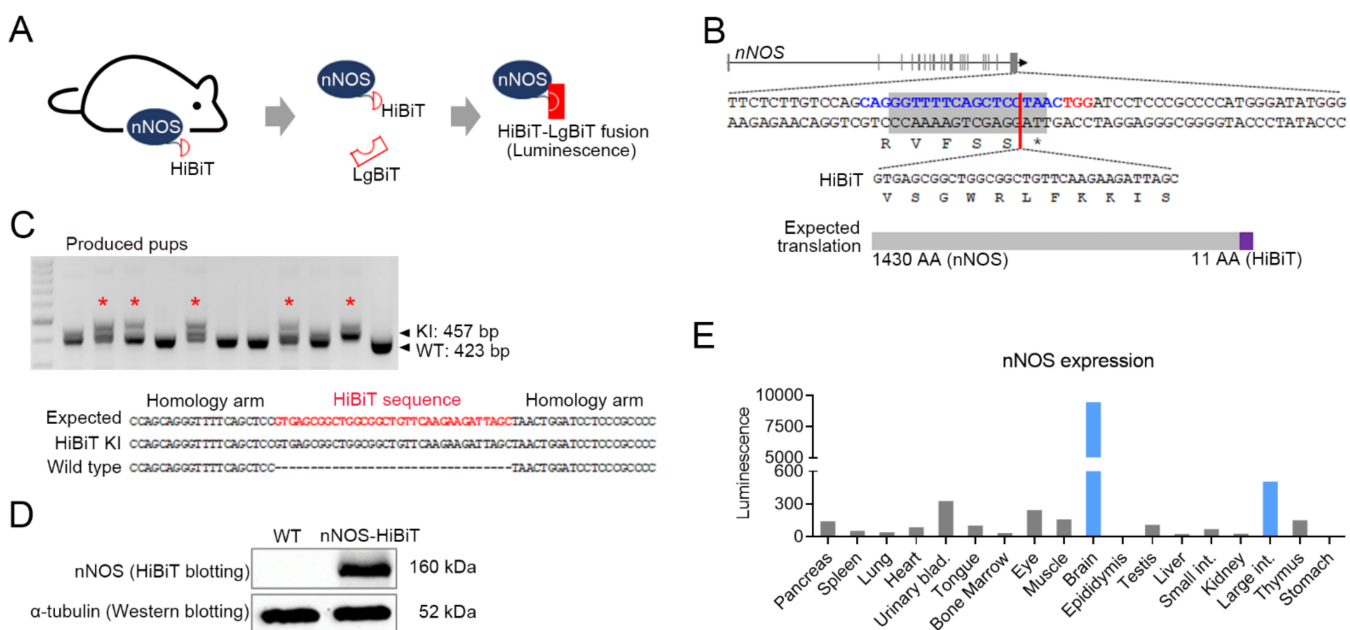 A
nNOS
HiBiT
nNOS
HiBiT
LgBiT
nNOS
HiBiT-LgBiT fusion
(Luminescence)
B
nNOS
TTCTCTTGTCCAGCAGGGTTTTCAGCTCCTAACTGGATCCTCCCGCCCCATGGGATATGGG
AAGAGAACAGGTCGTCCCAAAAGTCGAGGATTGACCTAGGAGGGCGGGGTACCCTATACCC
R V F S S *
HiBiT
GTGAGCGGCTGGCGGCTGTTCAAGAAGATTAGC
V S G W R L F K K I S
Expected
translation
1430 AA (nNOS)
11 AA (HiBiT)
C
Produced pups
* * * * *
KI: 457 bp
WT: 423 bp
Homology arm HiBiT sequence Homology arm
Expected CCAGCAGGGTTTTCAGCTCCGTGAGCGGCTGGCGGCTGTTCAAGAAGATTAGCTAACTGGATCCTCCCGCCCC
HiBiT KI CCAGCAGGGTTTTCAGCTCCGTGAGCGGCTGGCGGCTGTTCAAGAAGATTAGCTAACTGGATCCTCCCGCCCC
Wild type CCAGCAGGGTTTTCAGCTCC---------------------------------TAACTGGATCCTCCCGCCCC
D
WT nNOS-HiBiT
nNOS (HiBiT blotting) 160 kDa
α-tubulin (Western blotting) 52 kDa
E
nNOS expression
Luminescence
10000
7500
5000
600
300
0
Pancreas
Spleen
Lung
Heart
Urinary blad.
Tongue
Bone Marrow
Eye
Muscle
Brain
Epididymis
Testis
Liver
Small int.
Kidney
Large int.
Thymus
Stomach